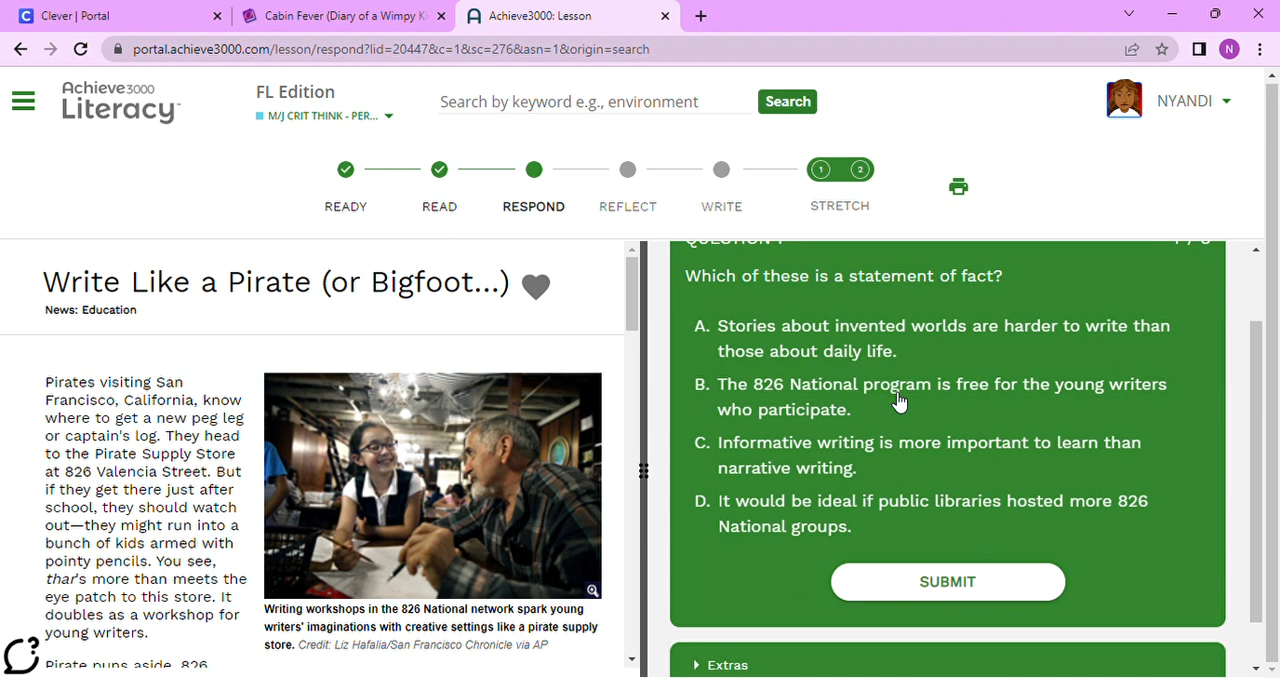 Clever | Portal
Cabin Fever (Diary of a Wimpy Ki
Achieve3000: Lesson
portal.achieve3000.com/lesson/respond?lid=20447&c=1&sc=276&asn=1&origin=search
N
Achieve3000
Literacy
FL Edition
M/J CRIT THINK - PER...
Search by keyword e.g., environment
Search
NYANDI
1 2
READY
READ
RESPOND
REFLECT
WRITE
STRETCH
Write Like a Pirate (or Bigfoot...)
News: Education
Pirates visiting San
Francisco, California, know
where to get a new peg leg
or captain's log. They head
to the Pirate Supply Store
at 826 Valencia Street. But
if they get there just after
school, they should watch
out—they might run into a
bunch of kids armed with
pointy pencils. You see,
that's more than meets the
eye patch to this store. It
doubles as a workshop for
young writers.
Pirate puns aside, 826
Writing workshops in the 826 National network spark young
writers' imaginations with creative settings like a pirate supply
store. Credit: Liz Hafalia/San Francisco Chronicle via AP
Which of these is a statement of fact?
A. Stories about invented worlds are harder to write than
those about daily life.
B. The 826 National program is free for the young writers
who participate.
C. Informative writing is more important to learn than
narrative writing.
D. It would be ideal if public libraries hosted more 826
National groups.
SUBMIT
Extras